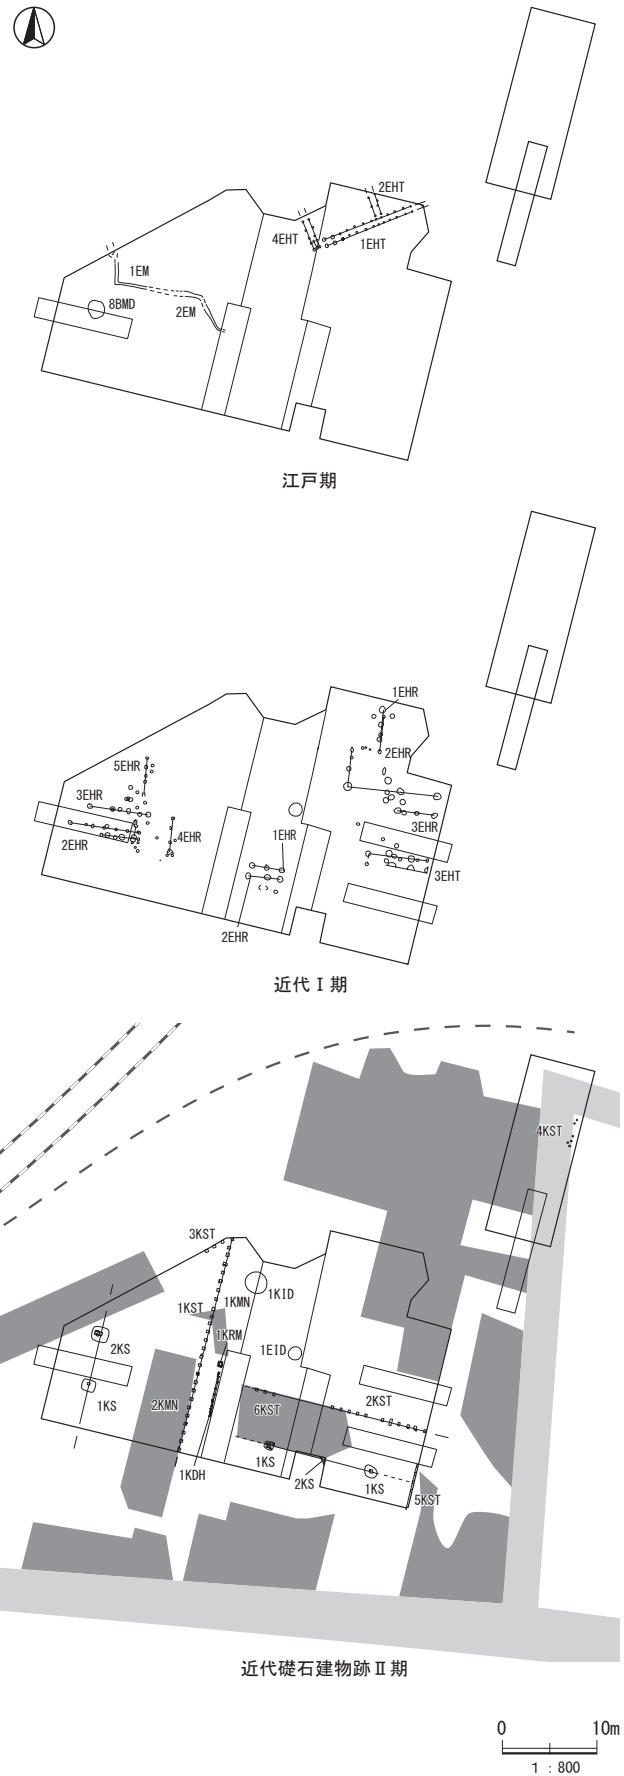 2EHT
4EHT
1EHT
1EM
8BMD
2EM
江戸期
1EHR
2EHR
5EHR
3EHR
3EHR
4EHR
1EHR
2EHR
3EHT
2EHR
近代Ⅰ期
4KST
3KST
1KID
1KST
1KMN
1KRM
2KS
1EID
1KS
2KMN
6KST
2KST
1KS
1KDH
2KS
1KS
5KST
近代礎石建物跡Ⅱ期
0 10m
1 : 800